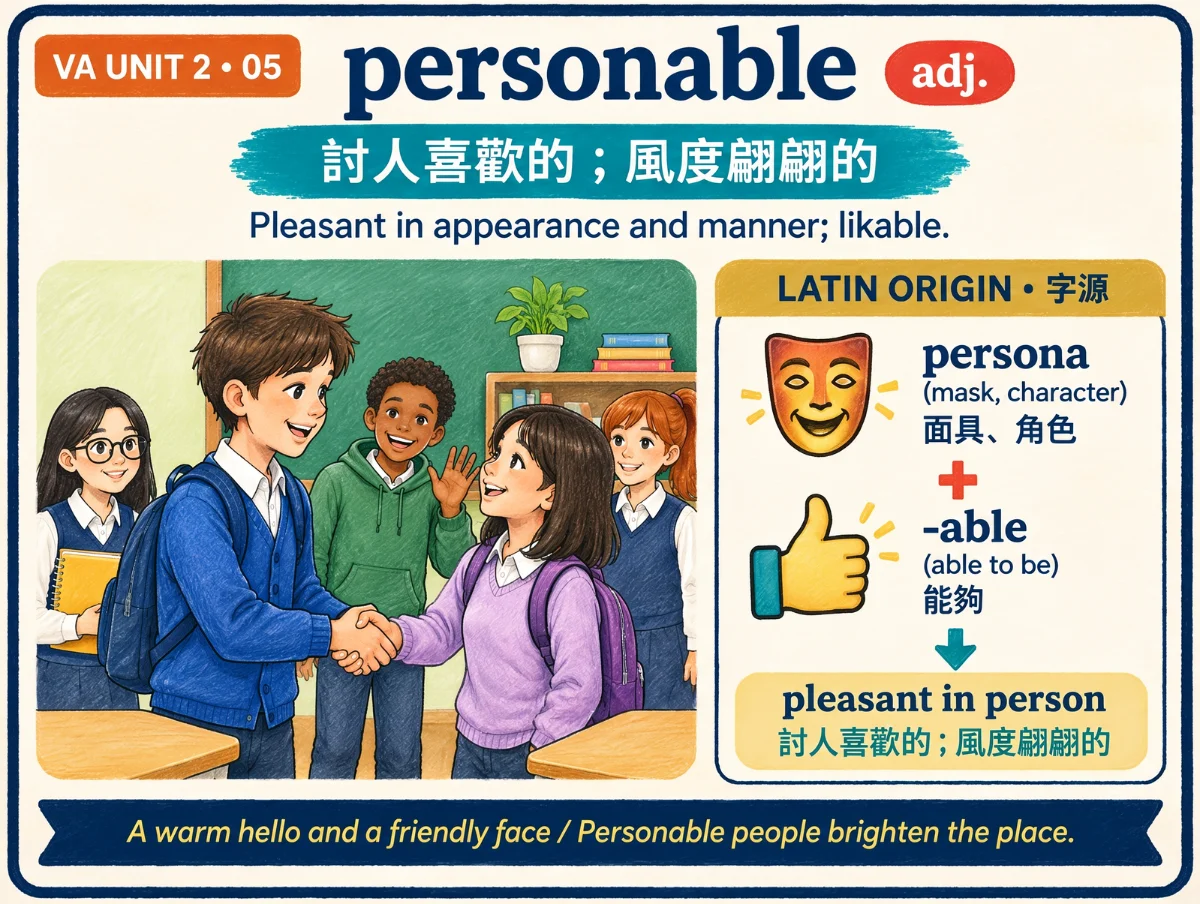 VA UNIT 2 • 05
personable
adj.
討人喜歡的；風度翩翩的
Pleasant in appearance and manner; likable.
LATIN ORIGIN • 字源
persona
(mask, character)
面具、角色
+
-able
(able to be)
能夠
pleasant in person
討人喜歡的；風度翩翩的
A warm hello and a friendly face / Personable people brighten the place.